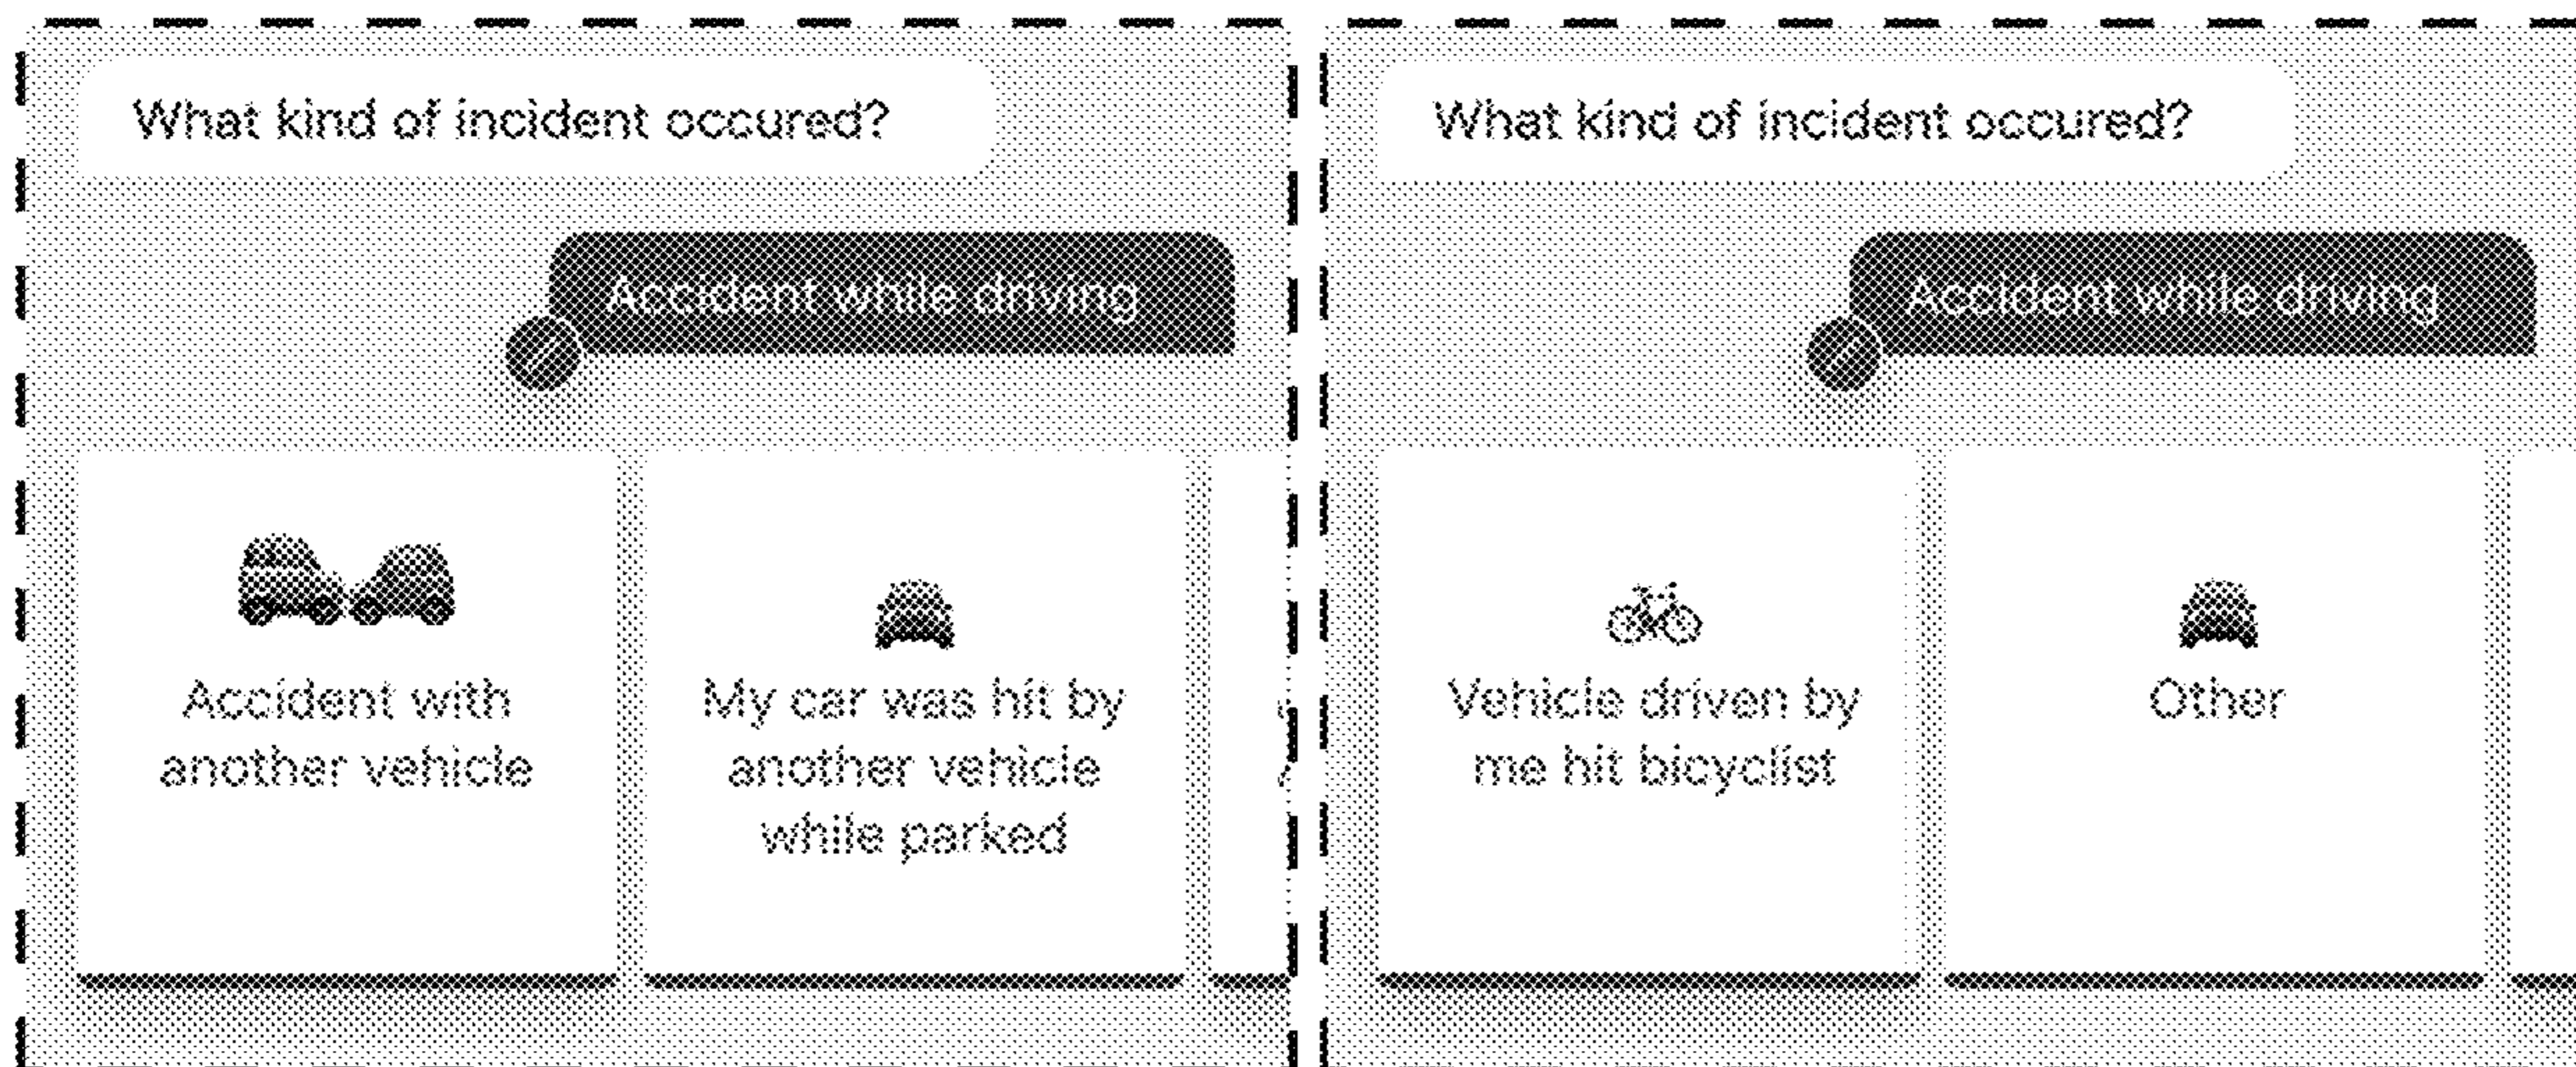 What kind of incident occured?
Accident while driving
Accident with
another vehicle
My car was hit by
another vehicle
while parked
What kind of incident occured?
Accident while driving
Vehicle driven by
me hit bicyclist
Other